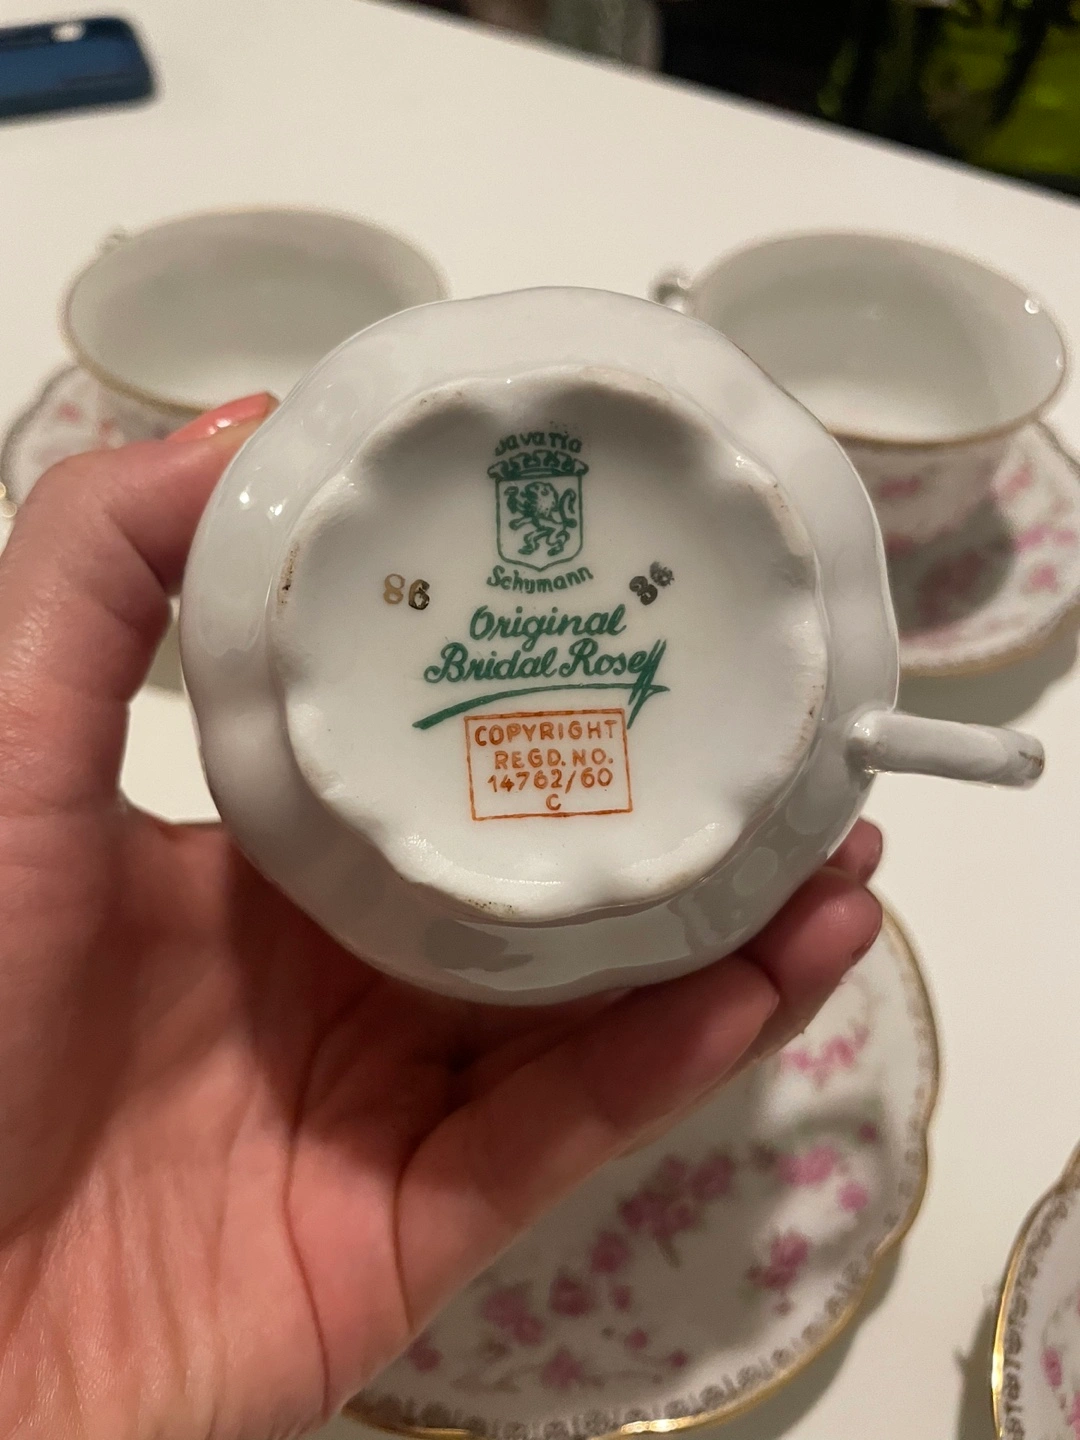 Bavaria
Schumann
86
86
Original
Bridal Rose
COPYRIGHT
REGD. NO.
14762/60
C